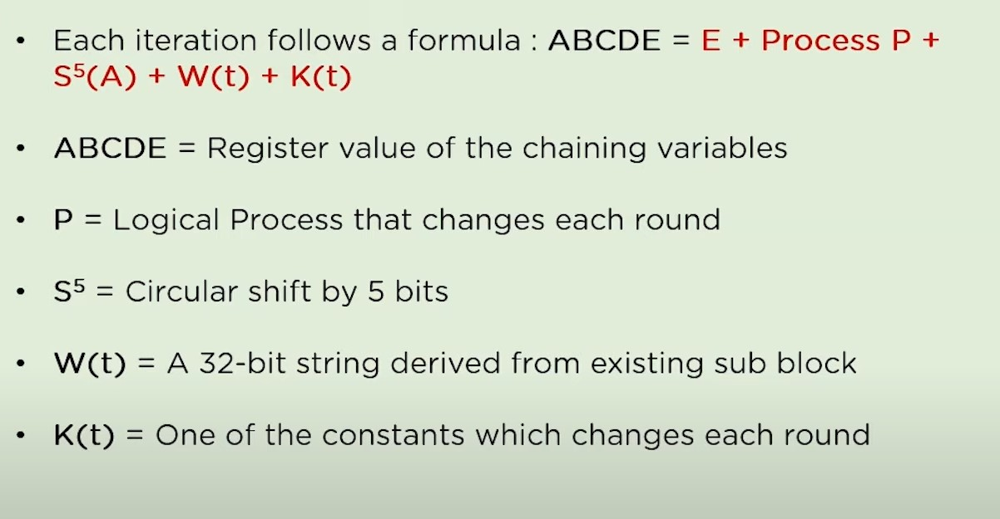 • Each iteration follows a formula : ABCDE = E + Process P +
S⁵(A) + W(t) + K(t)
• ABCDE = Register value of the chaining variables
• P = Logical Process that changes each round
• S⁵ = Circular shift by 5 bits
• W(t) = A 32-bit string derived from existing sub block
• K(t) = One of the constants which changes each round